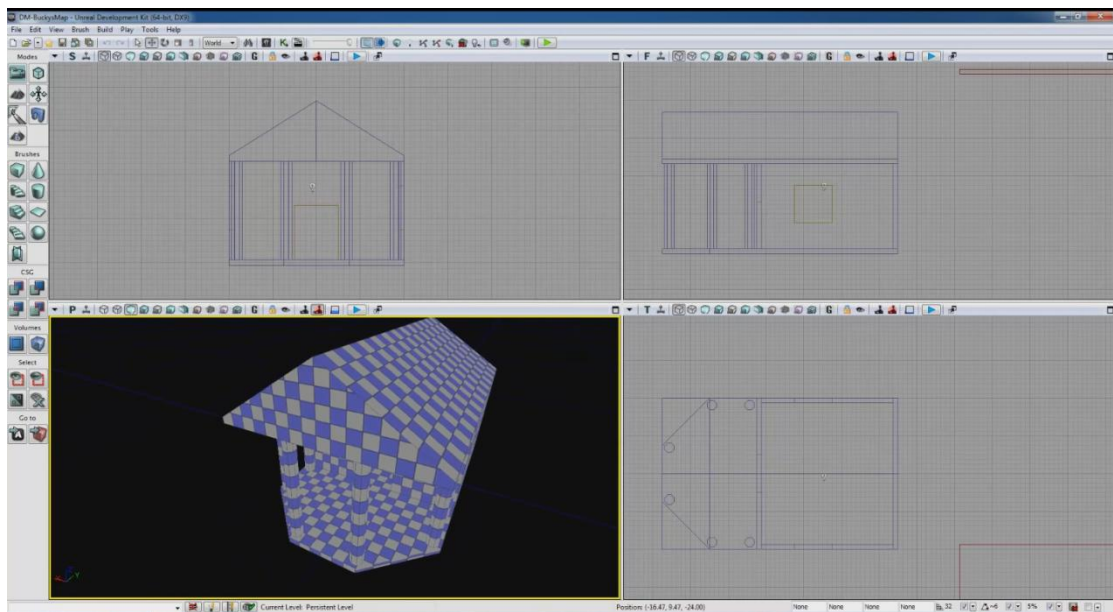 DM-BuckysMap - Unreal Development Kit (64-bit, DX9)
File Edit View Brush Build Play Tools Help
World
Modes
S
G
F
G
Brushes
CSG
P
G
T
G
Volumes
Select
Go to
Current Level: Persistent Level
Position: (-16.47, 9.47, -24.00)
None
None
None
None
32
5%